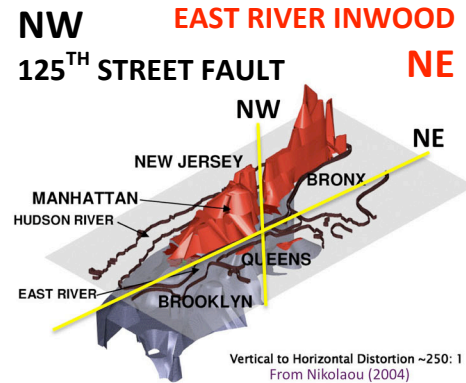 NW
EAST RIVER INWOOD
125TH STREET FAULT
NE
NW
NE
NEW JERSEY
BRONX
MANHATTAN
HUDSON RIVER
QUEENS
EAST RIVER
BROOKLYN
Vertical to Horizontal Distortion ~250: 1
From Nikolaou (2004)